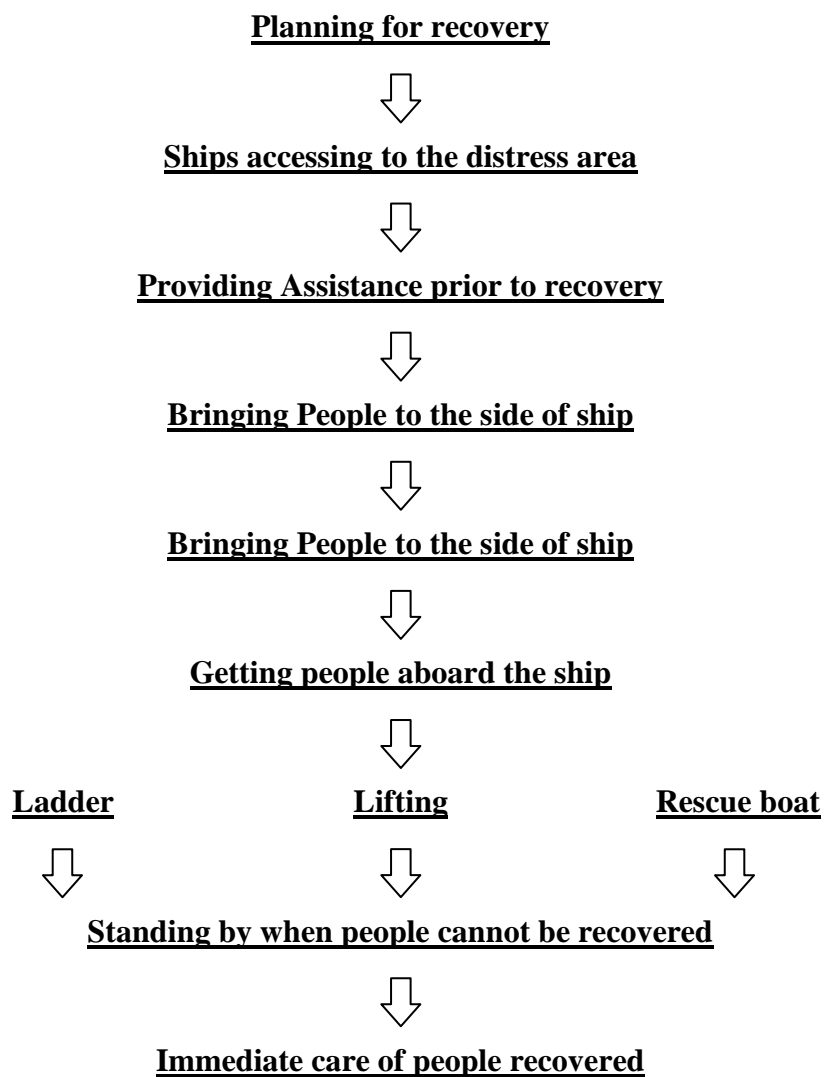 Planning for recovery
Ships accessing to the distress area
Providing Assistance prior to recovery
Bringing People to the side of ship
Bringing People to the side of ship
Getting people aboard the ship
Ladder Lifting Rescue boat
Standing by when people cannot be recovered
Immediate care of people recovered